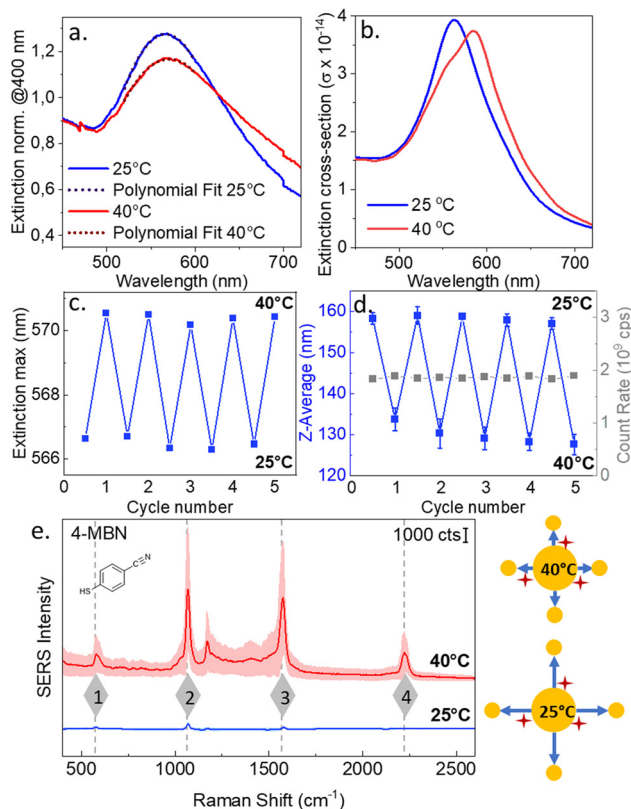 a.
Extinction norm. @400 nm
1,2
1,0
0,8
0,6
0,4
25°C
Polynomial Fit 25°C
40°C
Polynomial Fit 40°C
500
600
700
Wavelength (nm)
b.
Extinction cross-section (σ x 10-14)
4
3
2
1
0
25 °C
40 °C
500
600
700
Wavelength (nm)
c.
Extinction max (nm)
570
568
566
40°C
25°C
0 1 2 3 4 5
Cycle number
d.
Z-Average (nm)
160
150
140
130
120
25°C
40°C
3
2
1
0
Count Rate (10⁹ cps)
0 1 2 3 4 5
Cycle number
e.
4-MBN
HS
N
1000 cts
SERS Intensity
40°C
1 2 3 4
25°C
500 1000 1500 2000 2500
Raman Shift (cm⁻¹)
40°C
25°C